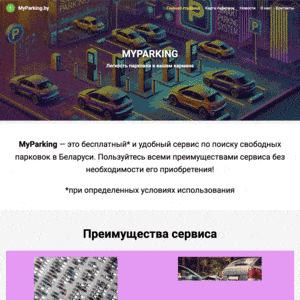 MyParking.by
Главная страница Карта парковок Новости О нас Контакты
MYPARKING
Легкость парковки в вашем кармане
MyParking — это бесплатный* и удобный сервис по поиску свободных
парковок в Беларуси. Пользуйтесь всеми преимуществами сервиса без
необходимости его приобретения!
*при определенных условиях использования
Преимущества сервиса